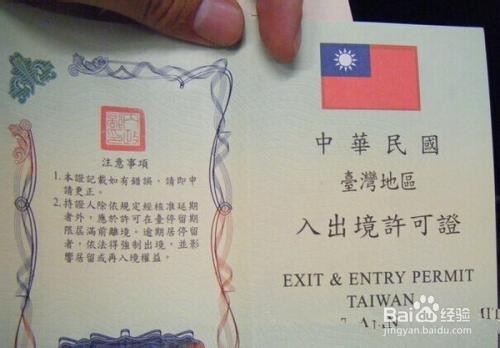 注意事項
1. 本證記載如有錯誤、請即申
請更正。
2. 持證人除依規定經核准延期
者外,應於許可在臺停留期
限屆滿前離境。逾期居停留
者,依法得強制出境,並影
響居留或再入境權益。
中華民國
臺灣地區
入出境許可證
EXIT & ENTRY PERMIT
TAIWAN
Baidu经验
jingyan.baidu.com